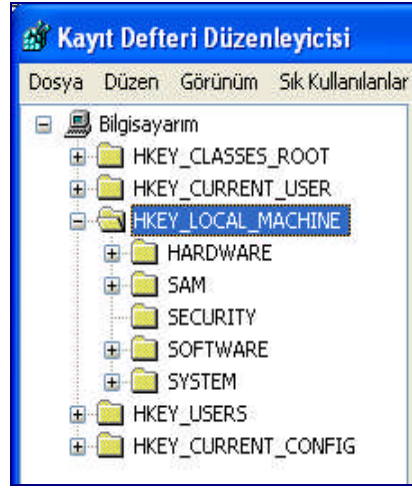 Kayıt Defteri Düzenleyicisi
Dosya Düzen Görünüm Sık Kullanılanlar
Bilgisayarım
HKEY_CLASSES_ROOT
HKEY_CURRENT_USER
HKEY_LOCAL_MACHINE
HARDWARE
SAM
SECURITY
SOFTWARE
SYSTEM
HKEY_USERS
HKEY_CURRENT_CONFIG